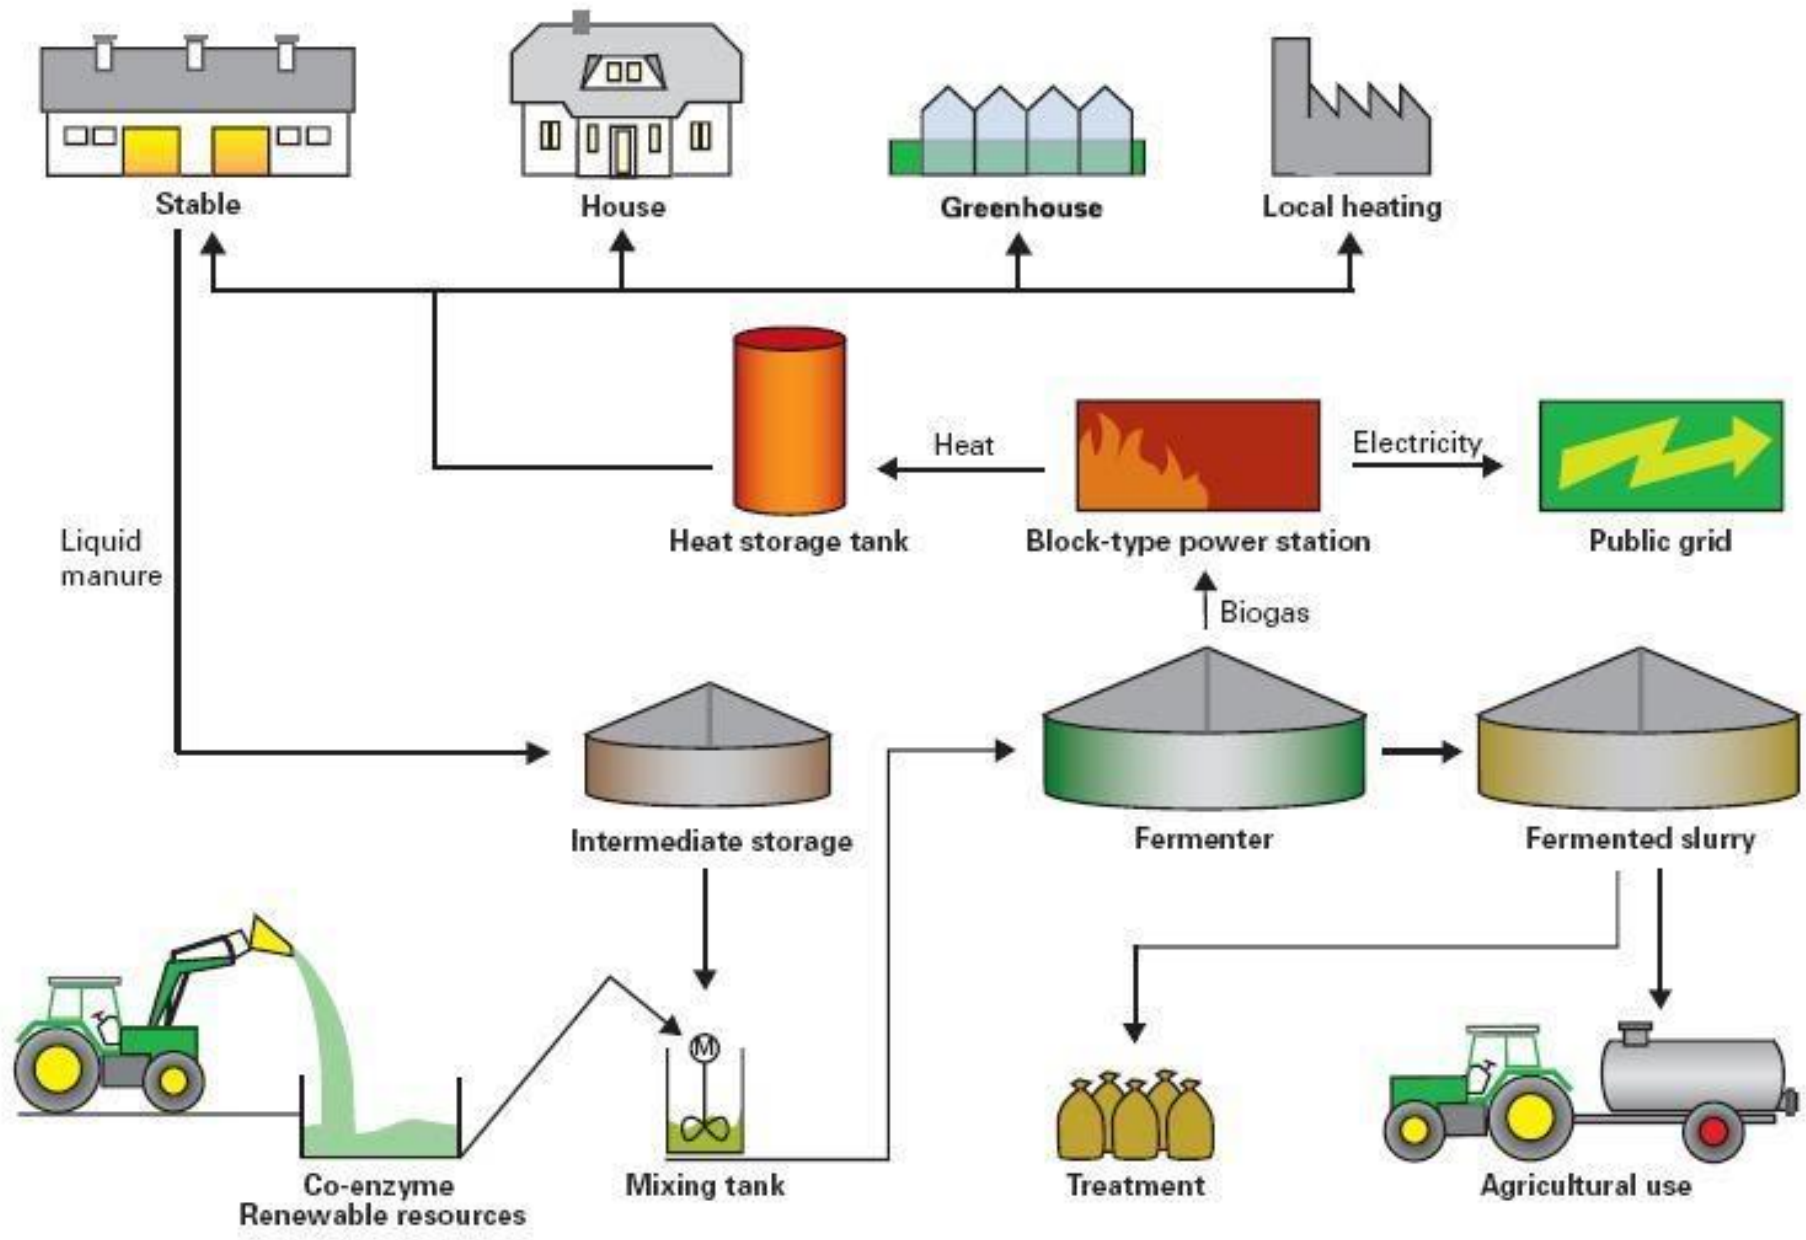 Stable
House
Greenhouse
Local heating
Heat
Electricity
Heat storage tank
Block-type power station
Public grid
Liquid
manure
Biogas
Intermediate storage
Fermenter
Fermented slurry
M
Co-enzyme
Renewable resources
Mixing tank
Treatment
Agricultural use